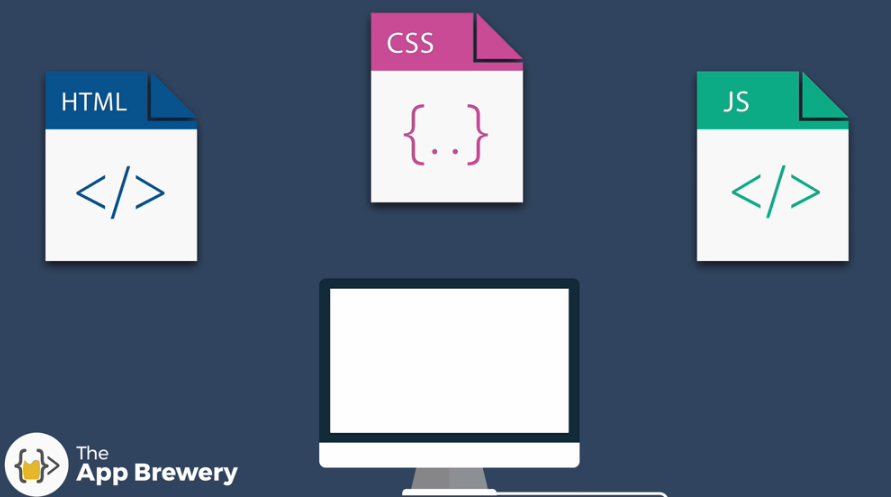 CSS
HTML
JS
{..}
</>
</>
The
App Brewery